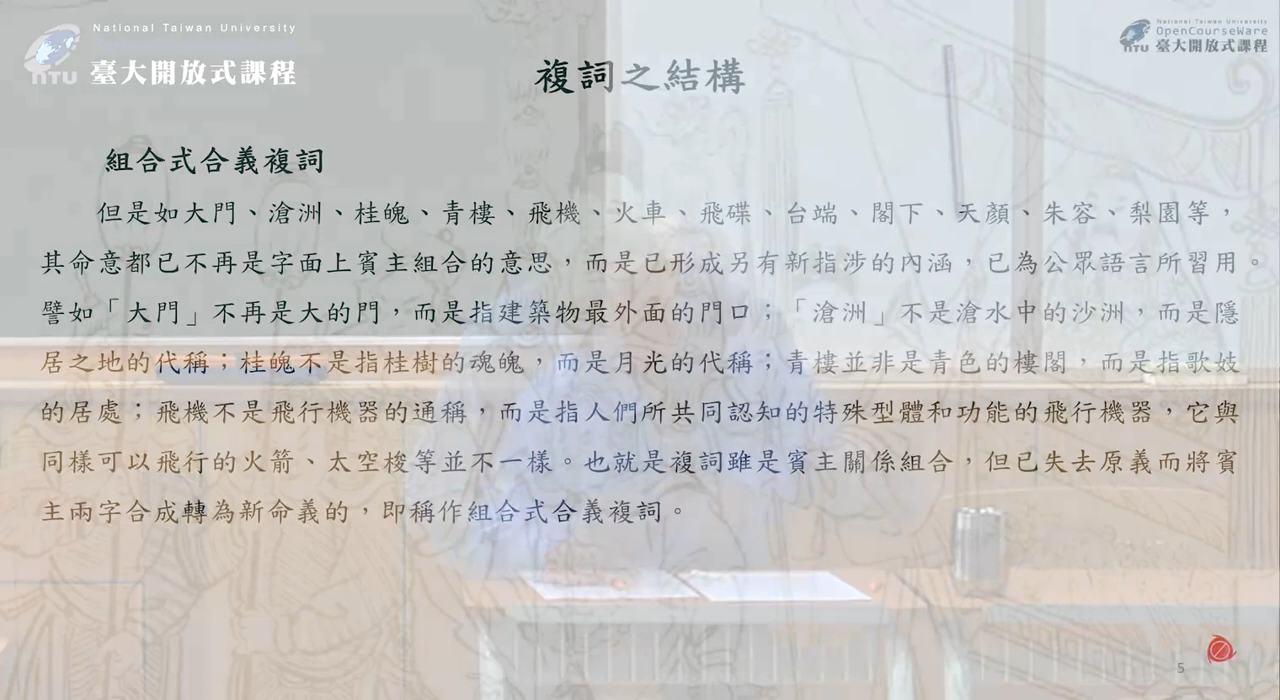 National Taiwan University
臺大開放式課程
NTU
National Taiwan University
OpenCourseWare
臺大開放式課程
NTU
複詞之結構
組合式合義複詞
但是如大門、滄洲、桂魄、青樓、飛機、火車、飛碟、台端、閣下、天顏、朱容、梨園等，
其命意都已不再是字面上賓主組合的意思，而是已形成另有新指涉的內涵，已為公眾語言所習用。
譬如「大門」不再是大的門，而是指建築物最外面的門口；「滄洲」不是滄水中的沙洲，而是隱
居之地的代稱；桂魄不是指桂樹的魂魄，而是月光的代稱；青樓並非是青色的樓閣，而是指歌妓
的居處；飛機不是飛行機器的通稱，而是指人們所共同認知的特殊型體和功能的飛行機器，它與
同樣可以飛行的火箭、太空梭等並不一樣。也就是複詞雖是賓主關係組合，但已失去原義而將賓
主兩字合成轉為新命義的，即稱作組合式合義複詞。
5